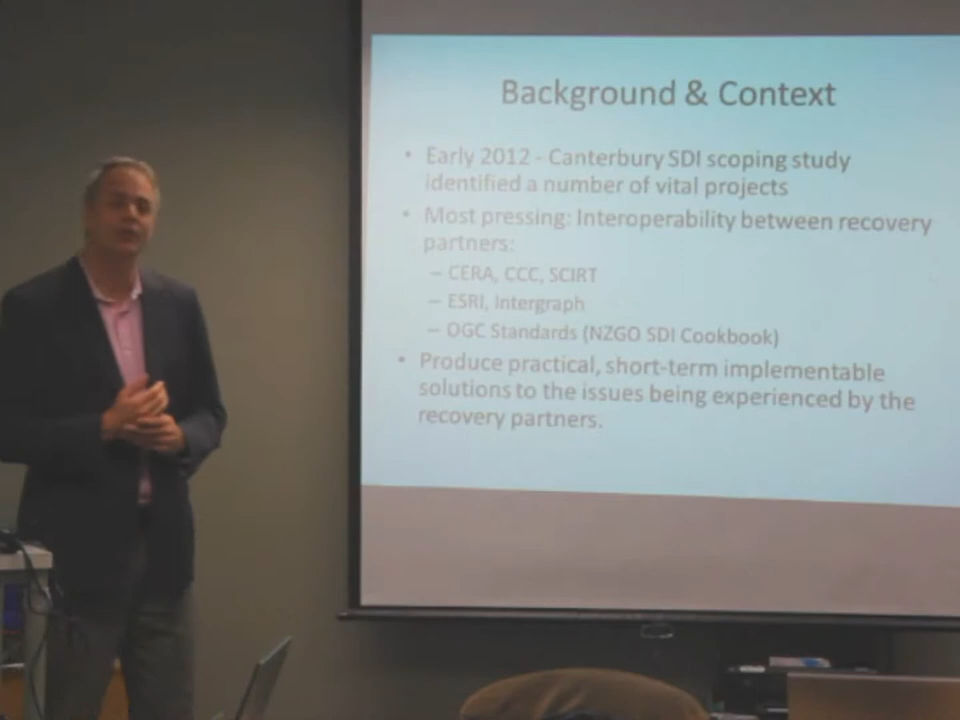 Background & Context
• Early 2012 - Canterbury SDI scoping study
identified a number of vital projects
• Most pressing: Interoperability between recovery
partners:
– CERA, CCC, SCIRT
– ESRI, Intergraph
– OGC Standards (NZGO SDI Cookbook)
• Produce practical, short-term implementable
solutions to the issues being experienced by the
recovery partners.